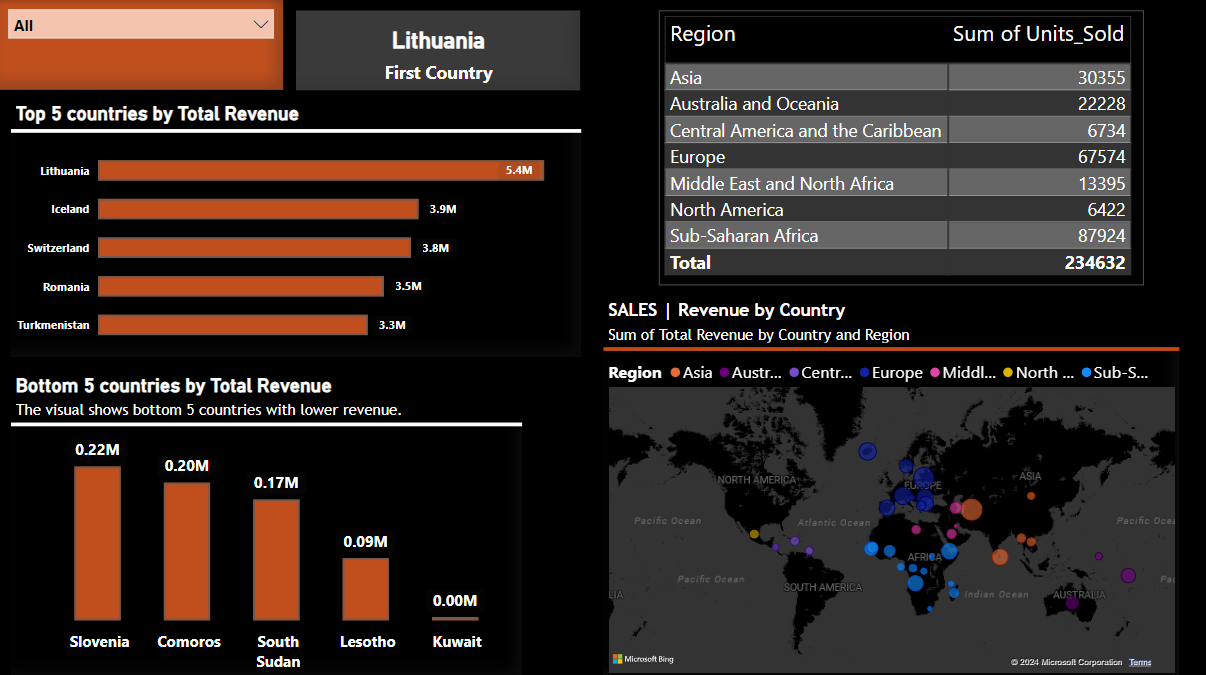 All
Lithuania
First Country
Top 5 countries by Total Revenue
Lithuania 5.4M
Iceland 3.9M
Switzerland 3.8M
Romania 3.5M
Turkmenistan 3.3M
Bottom 5 countries by Total Revenue
The visual shows bottom 5 countries with lower revenue.
0.22M 0.20M 0.17M 0.09M 0.00M
Slovenia Comoros South Sudan Lesotho Kuwait
Region Sum of Units_Sold
Asia 30355
Australia and Oceania 22228
Central America and the Caribbean 6734
Europe 67574
Middle East and North Africa 13395
North America 6422
Sub-Saharan Africa 87924
Total 234632
SALES | Revenue by Country
Sum of Total Revenue by Country and Region
Region Asia Austr... Centr... Europe Middl... North ... Sub-S...
NORTH AMERICA EUROPE ASIA
Pacific Ocean Atlantic Ocean Pacific Ocea
AFRICA
Pacific Ocean SOUTH AMERICA Indian Ocean AUSTRALIA Pa
LIA
Microsoft Bing
© 2024 Microsoft Corporation Terms